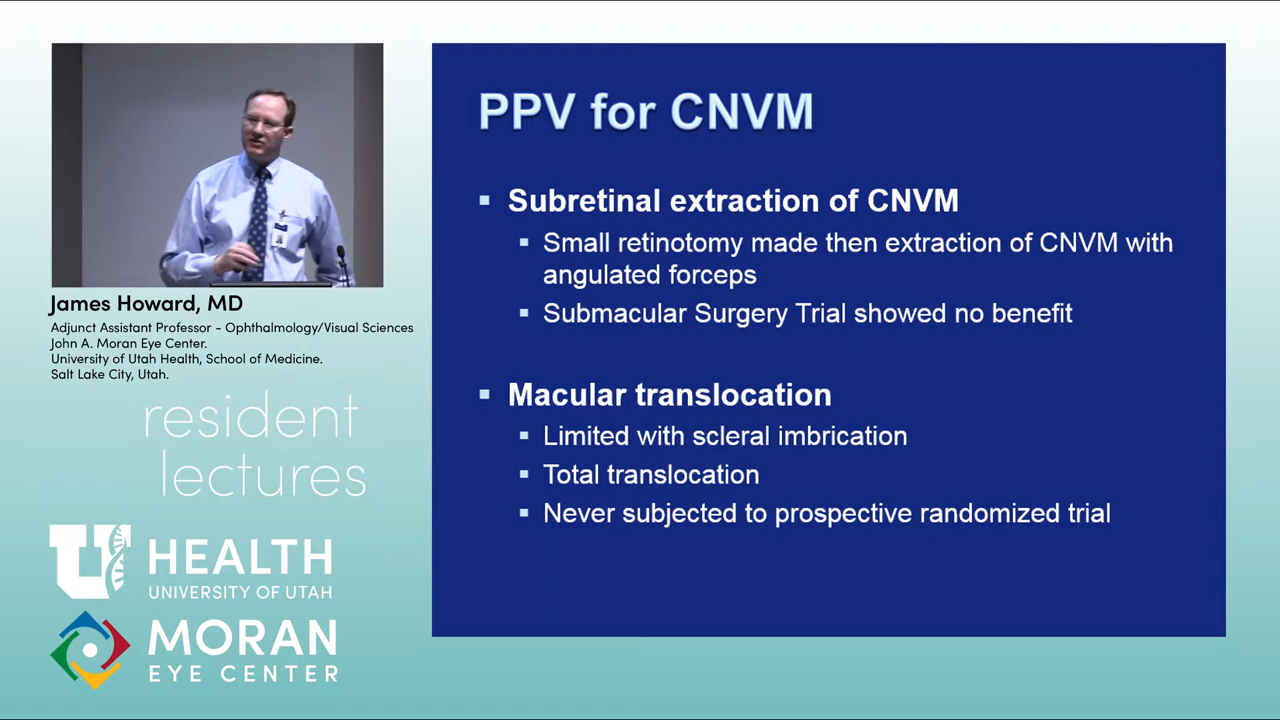 James Howard, MD
Adjunct Assistant Professor - Ophthalmology/Visual Sciences
John A. Moran Eye Center.
University of Utah Health, School of Medicine.
Salt Lake City, Utah.
resident
lectures
U HEALTH
UNIVERSITY OF UTAH
MORAN
EYE CENTER
PPV for CNVM
▪ Subretinal extraction of CNVM
▪ Small retinotomy made then extraction of CNVM with
angulated forceps
▪ Submacular Surgery Trial showed no benefit
▪ Macular translocation
▪ Limited with scleral imbrication
▪ Total translocation
▪ Never subjected to prospective randomized trial